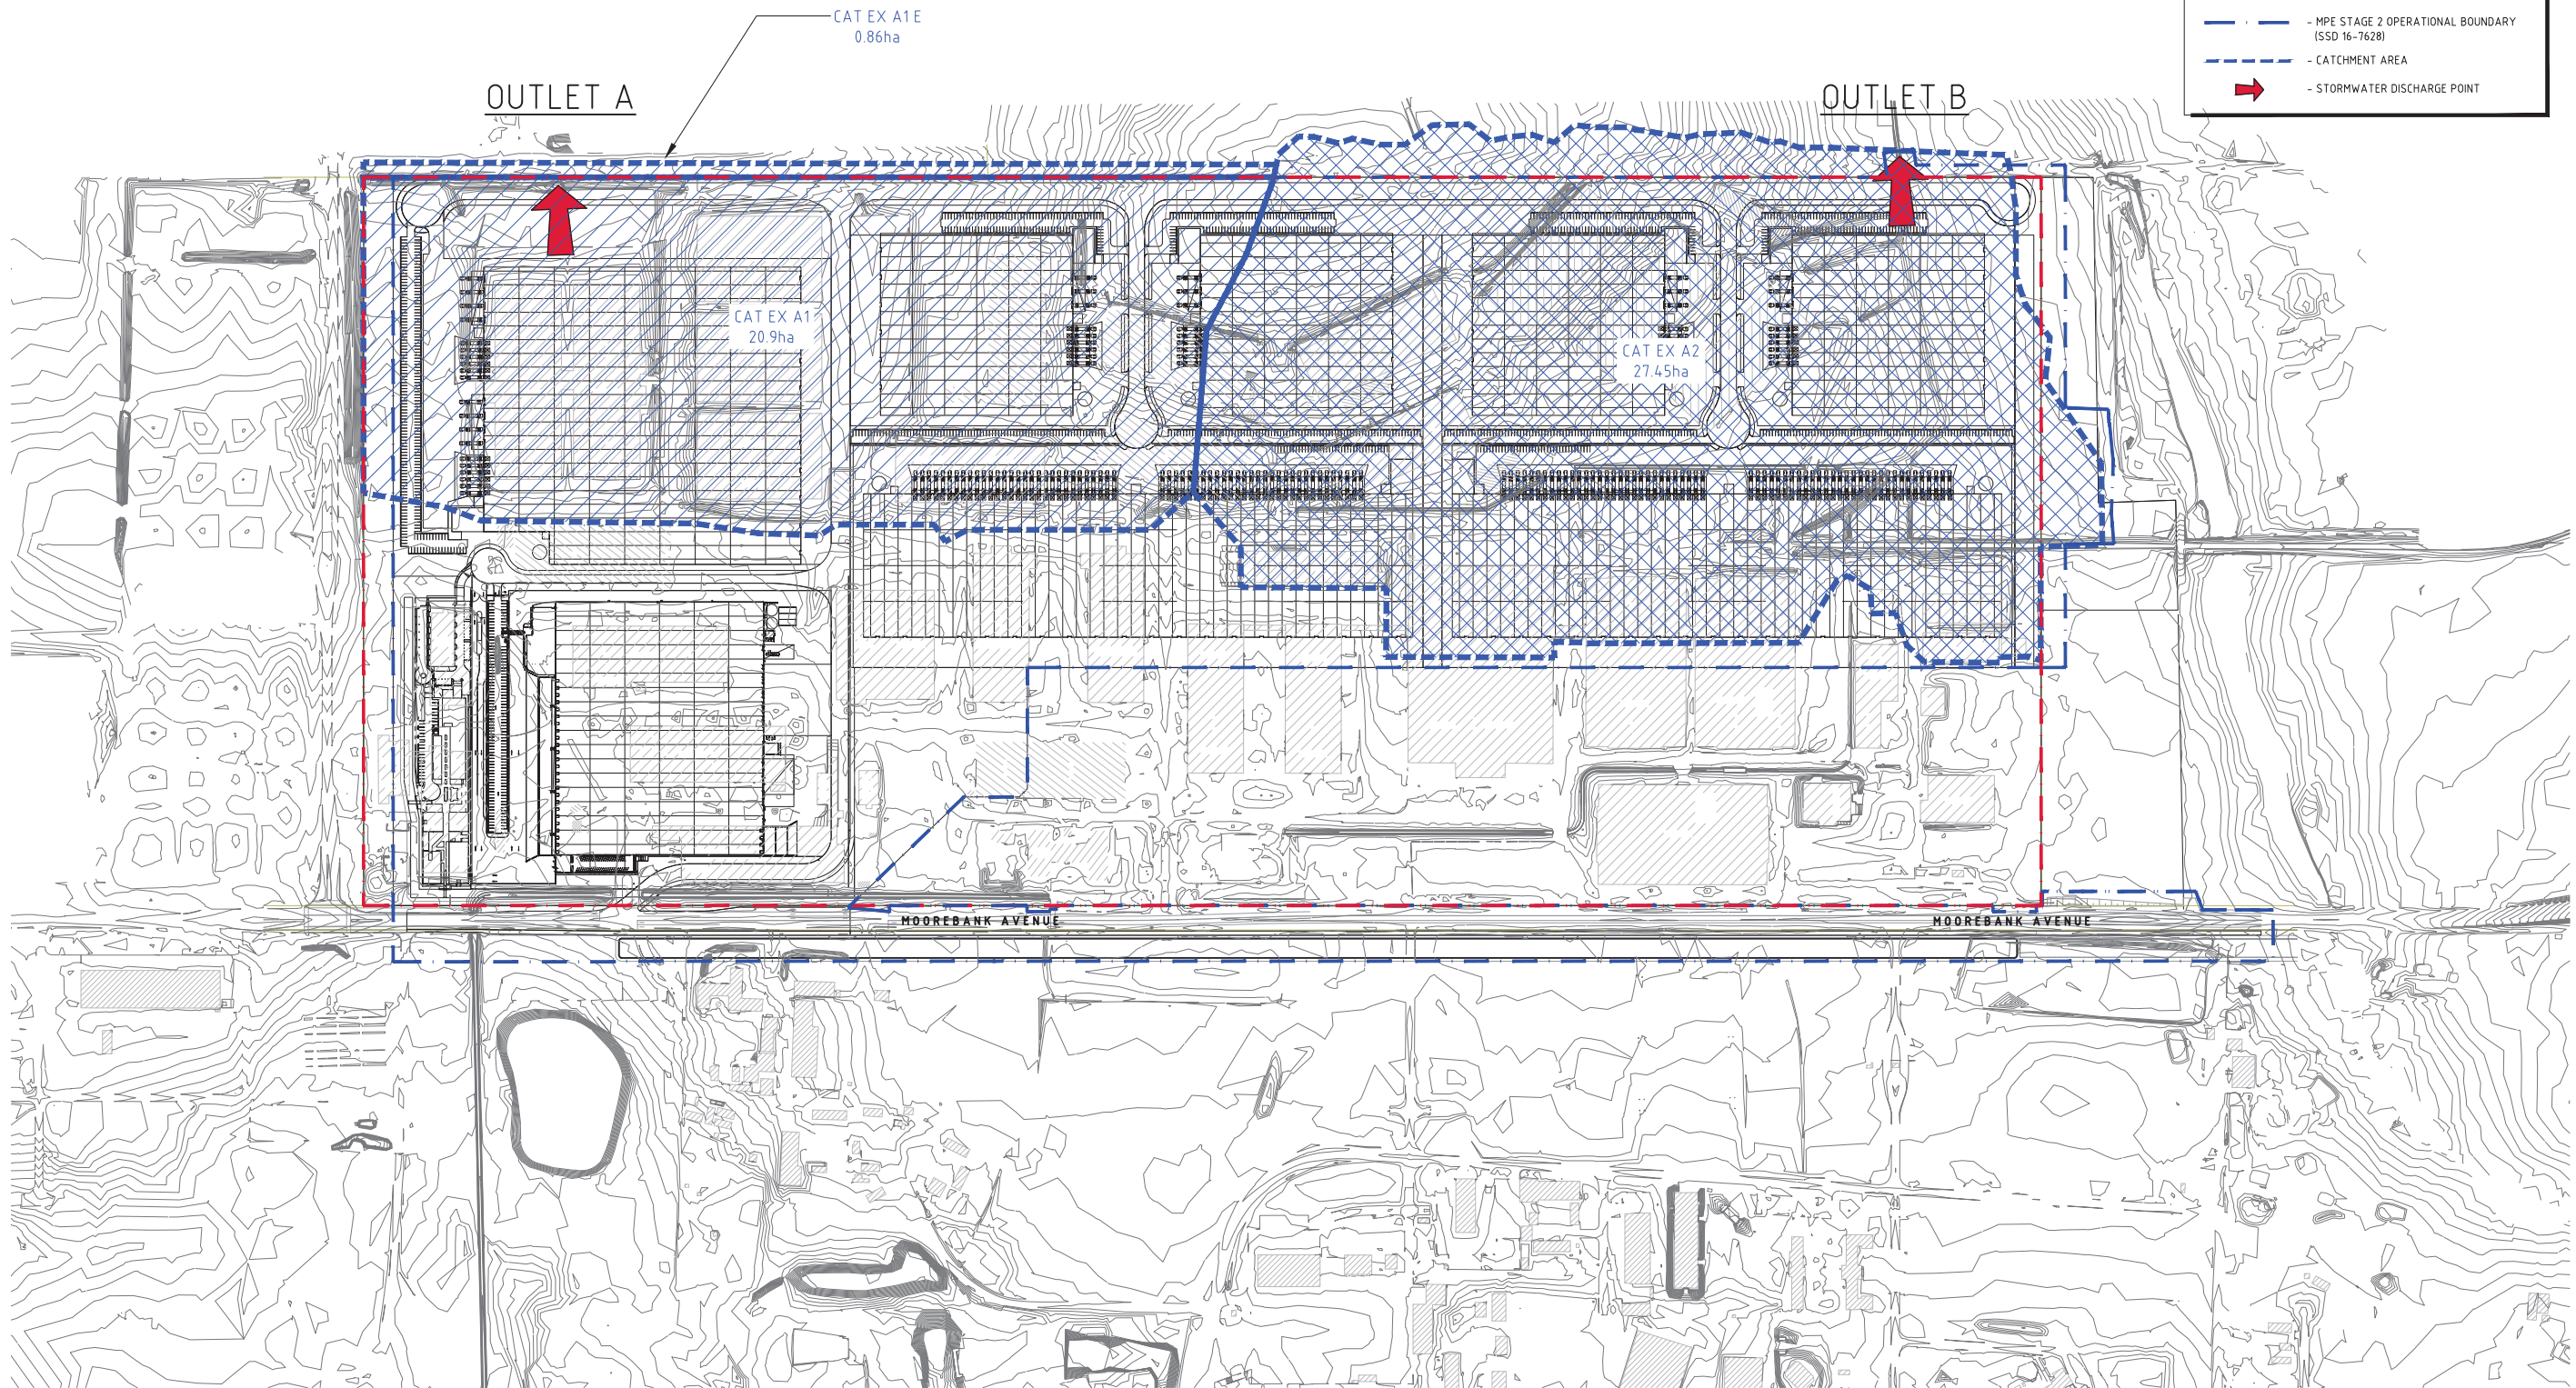 CAT EX A1 E
0.86ha
- MPE STAGE 2 OPERATIONAL BOUNDARY
(SSD 16-7628)
- CATCHMENT AREA
- STORMWATER DISCHARGE POINT
OUTLET A
OUTLET B
CAT EX A1
20.9ha
CAT EX A2
27.45ha
MOOREBANK AVENUE
MOOREBANK AVENUE